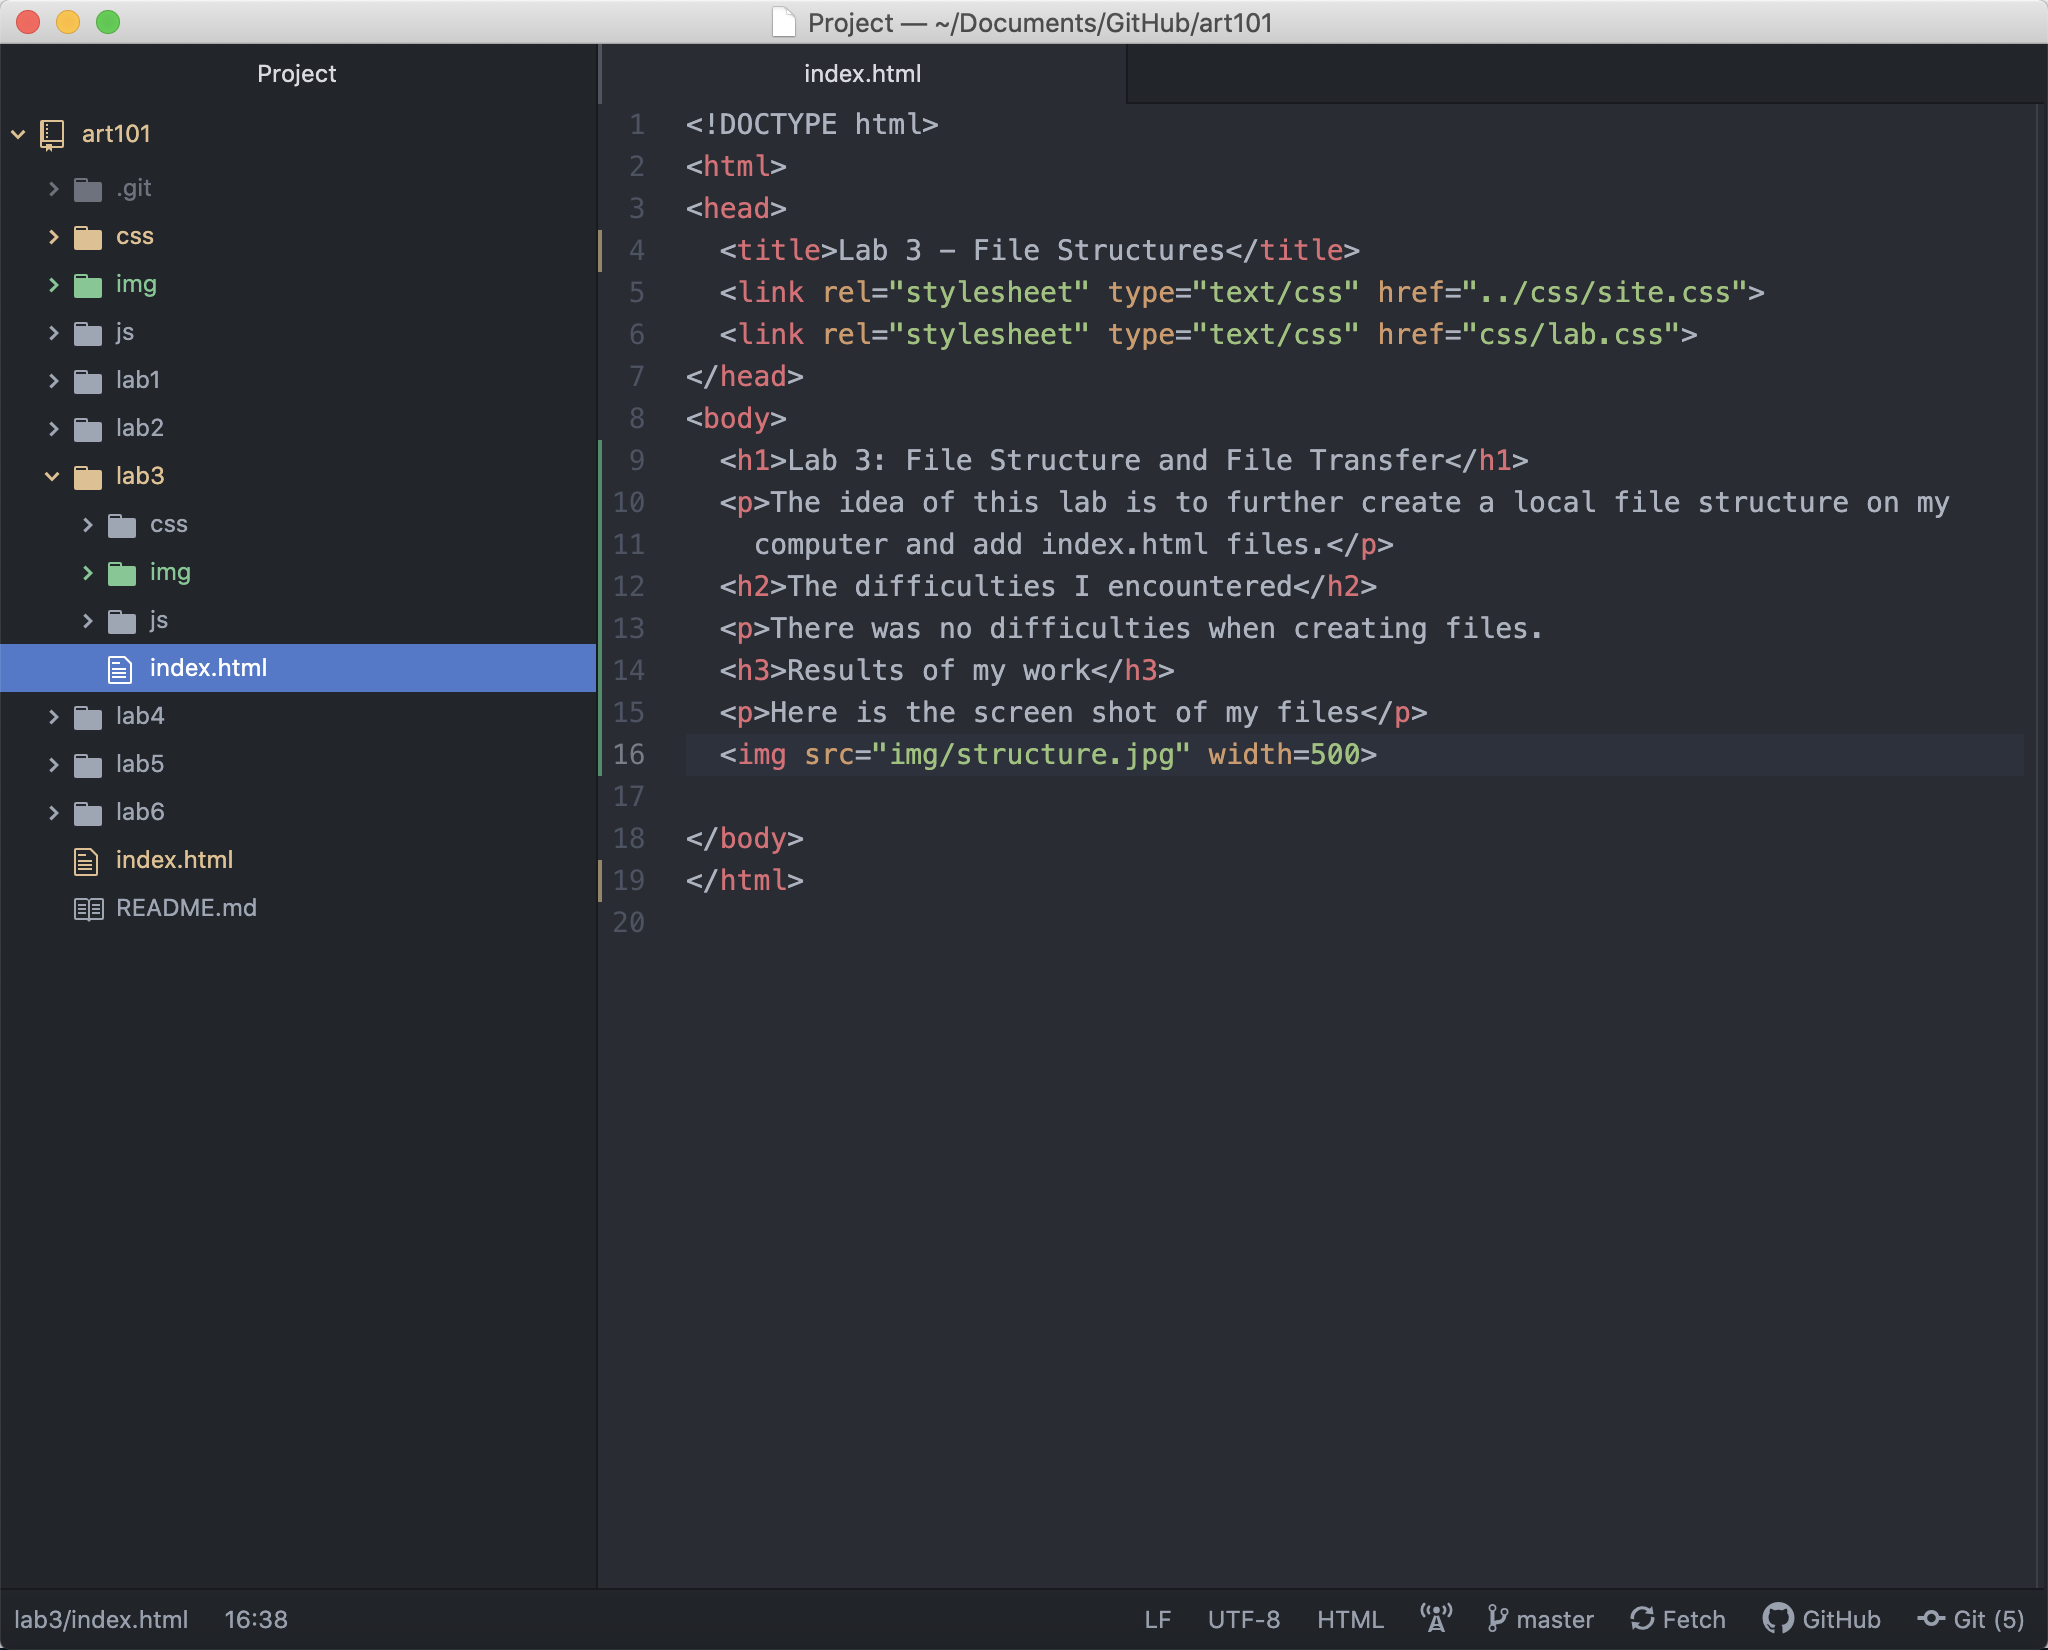 Project — ~/Documents/GitHub/art101
Project
art101
.git
css
img
js
lab1
lab2
lab3
css
img
js
index.html
lab4
lab5
lab6
index.html
README.md
index.html
1 <!DOCTYPE html>
2 <html>
3 <head>
4 <title>Lab 3 - File Structures</title>
5 <link rel="stylesheet" type="text/css" href="../css/site.css">
6 <link rel="stylesheet" type="text/css" href="css/lab.css">
7 </head>
8 <body>
9 <h1>Lab 3: File Structure and File Transfer</h1>
10 <p>The idea of this lab is to further create a local file structure on my
11 computer and add index.html files.</p>
12 <h2>The difficulties I encountered</h2>
13 <p>There was no difficulties when creating files.
14 <h3>Results of my work</h3>
15 <p>Here is the screen shot of my files</p>
16 <img src="img/structure.jpg" width=500>
17
18 </body>
19 </html>
20
lab3/index.html 16:38 LF UTF-8 HTML master Fetch GitHub Git (5)